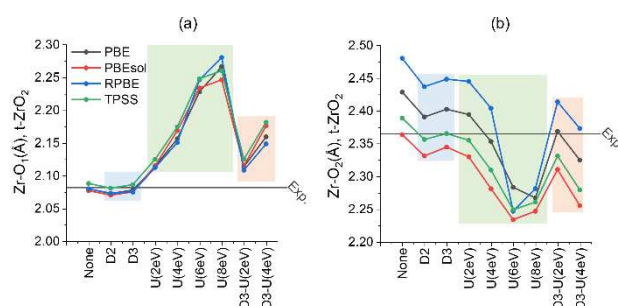 (a)
Zr-O₁(Å), t-ZrO₂
2.30
2.25
2.20
2.15
2.10
2.05
2.00
PBE
PBEsol
RPBE
TPSS
Exp.
None
D2
D3
U(2eV)
U(4eV)
U(6eV)
U(8eV)
D3-U(2eV)
D3-U(4eV)
(b)
Zr-O₂(Å), t-ZrO₂
2.50
2.45
2.40
2.35
2.30
2.25
2.20
Exp.
None
D2
D3
U(2eV)
U(4eV)
U(6eV)
U(8eV)
D3-U(2eV)
D3-U(4eV)